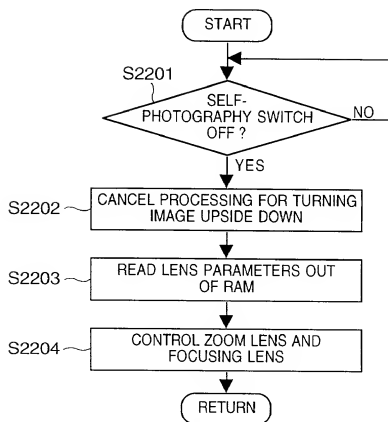 START
S2201
SELF-
PHOTOGRAPHY SWITCH
OFF ?
NO
YES
S2202
CANCEL PROCESSING FOR TURNING
IMAGE UPSIDE DOWN
S2203
READ LENS PARAMETERS OUT
OF RAM
S2204
CONTROL ZOOM LENS AND
FOCUSING LENS
RETURN